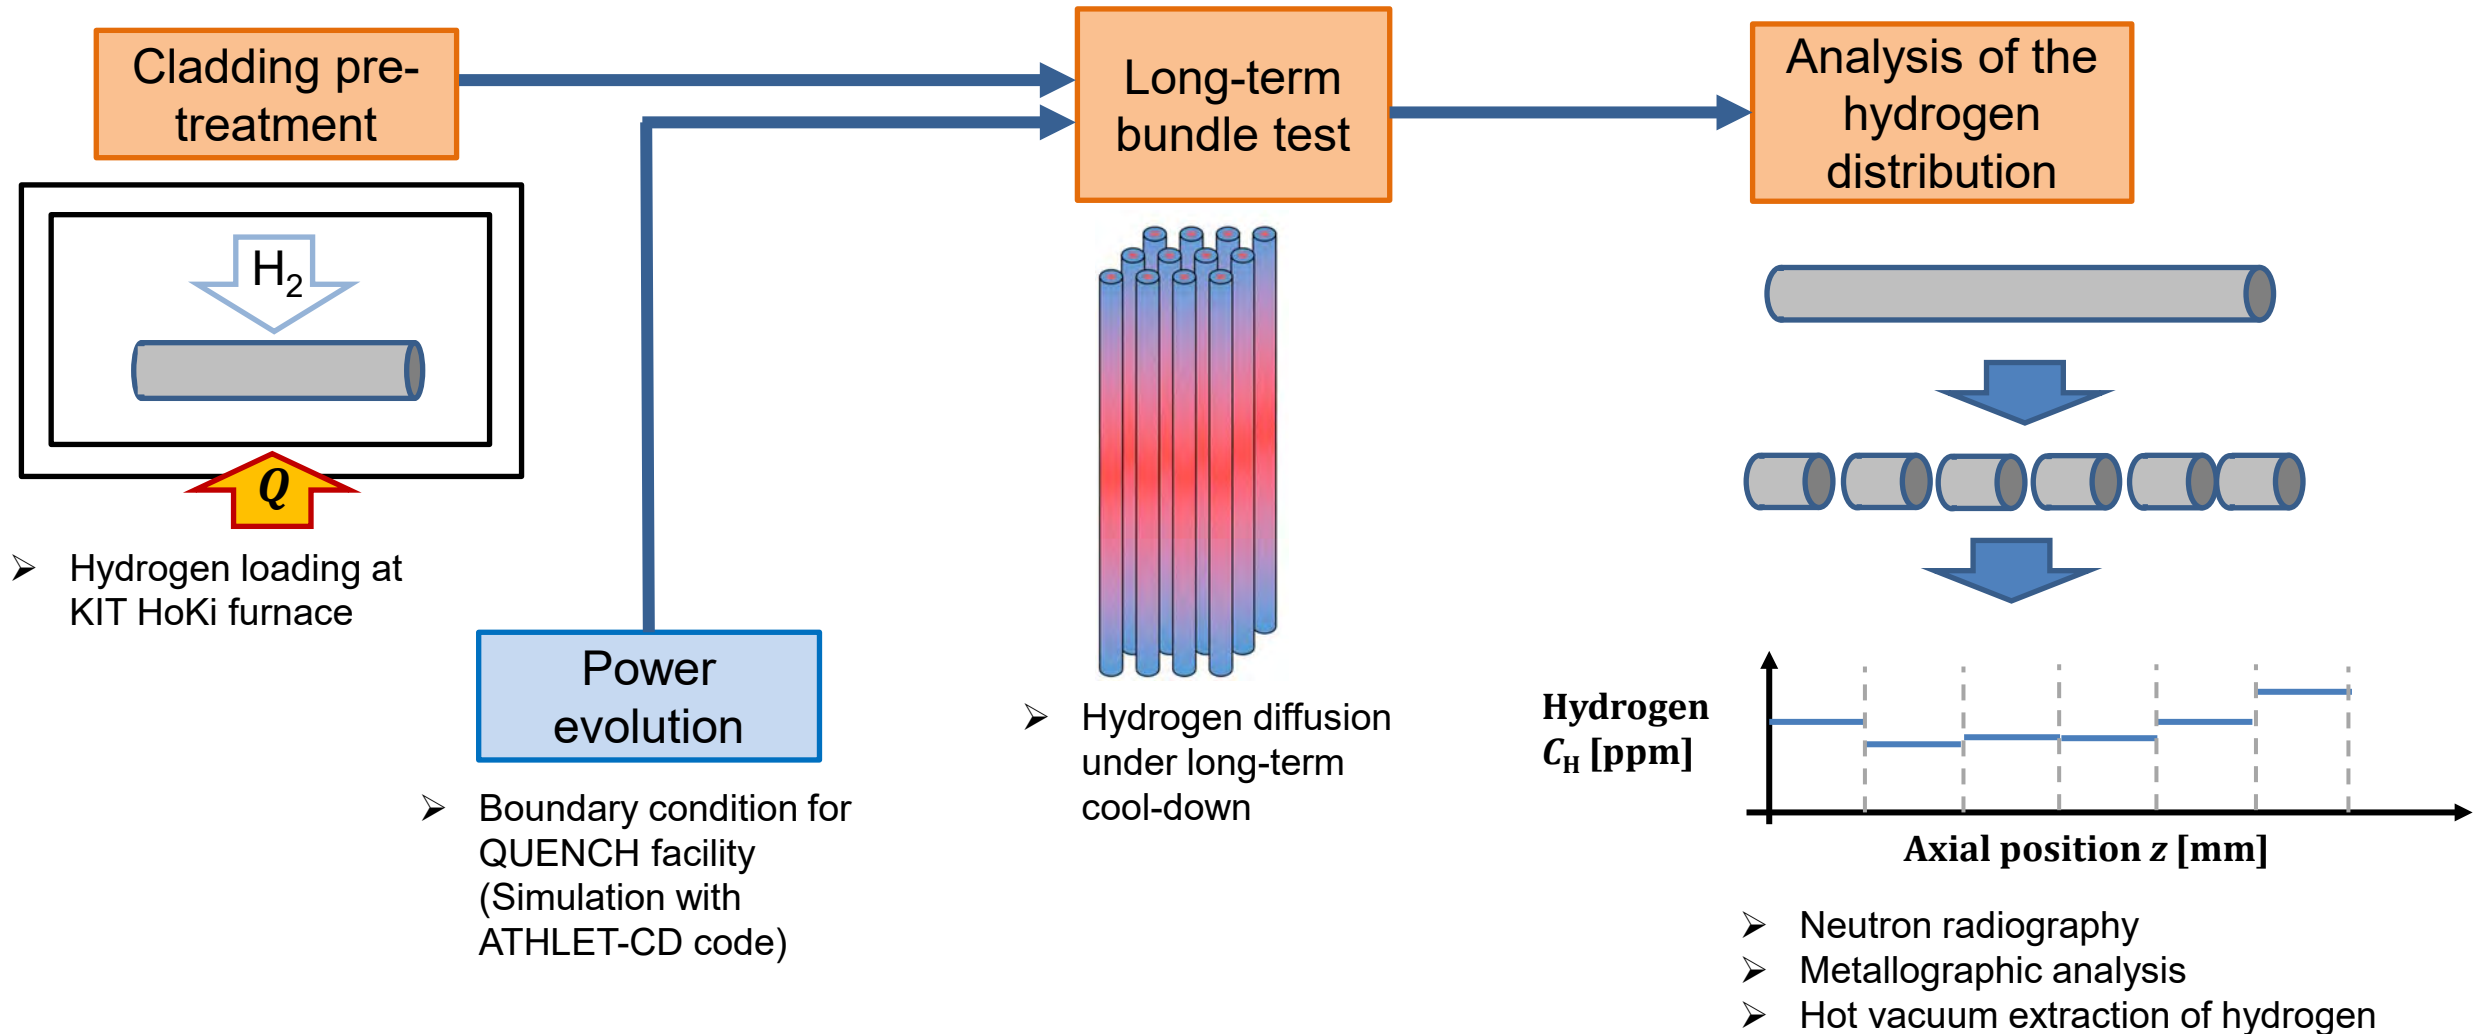 Cladding pre-
treatment
H2
Q
➢ Hydrogen loading at
KIT HoKi furnace
Power
evolution
➢ Boundary condition for
QUENCH facility
(Simulation with
ATHLET-CD code)
Long-term
bundle test
➢ Hydrogen diffusion
under long-term
cool-down
Analysis of the
hydrogen
distribution
Hydrogen
CH [ppm]
Axial position z [mm]
➢ Neutron radiography
➢ Metallographic analysis
➢ Hot vacuum extraction of hydrogen